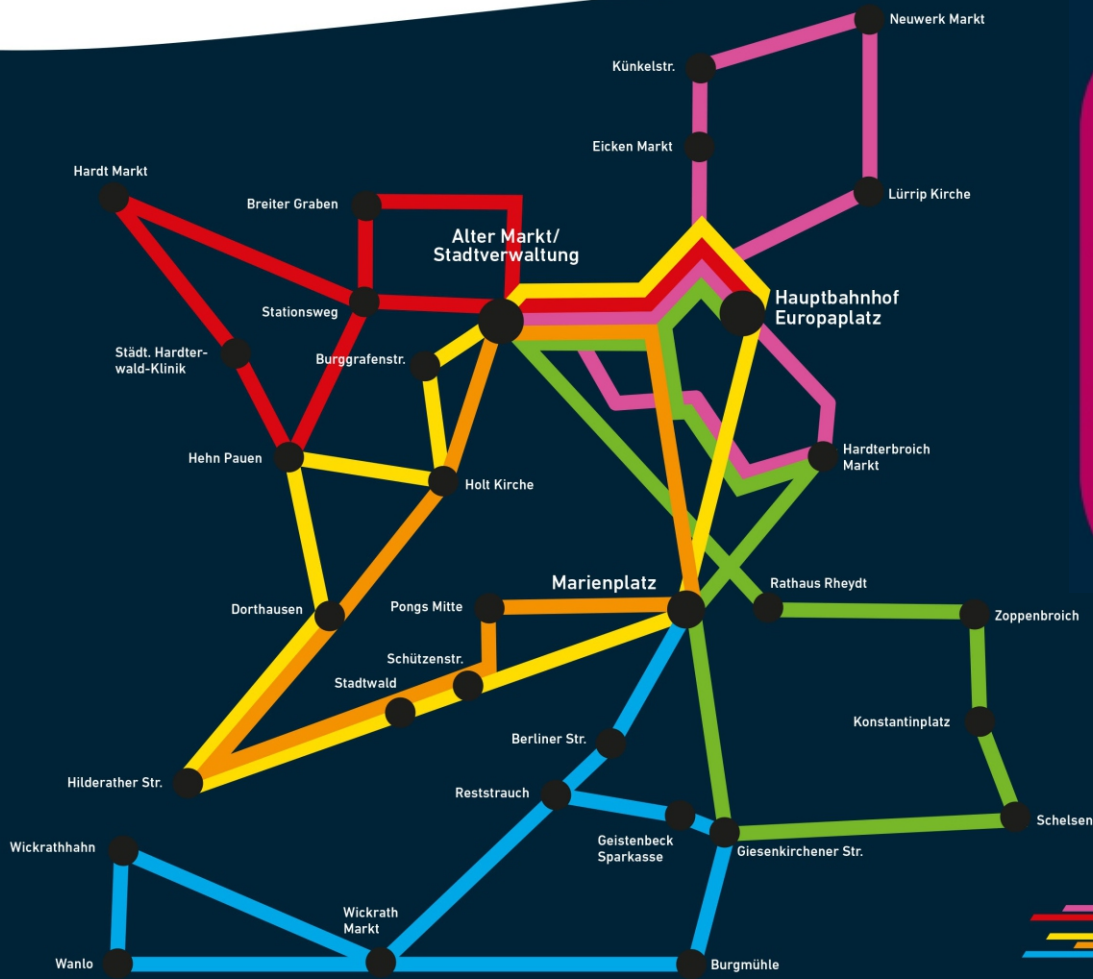 Neuwerk Markt
Künkelstr.
Eicken Markt
Hardt Markt
Lürrip Kirche
Breiter Graben
Alter Markt/
Stadtverwaltung
Hauptbahnhof
Europaplatz
Stationsweg
Städt. Hardter-
wald-Klinik
Burggrafenstr.
Hehn Pauen
Holt Kirche
Hardterbroich
Markt
Marienplatz
Rathaus Rheydt
Dorthausen
Pongs Mitte
Zoppenbroich
Schützenstr.
Stadtwald
Konstantinplatz
Berliner Str.
Hilderather Str.
Reststrauch
Schelsen
Geistenbeck
Sparkasse
Giesenkirchener Str.
Wickrathhahn
Wickrath
Markt
Wanlo
Burgmühle